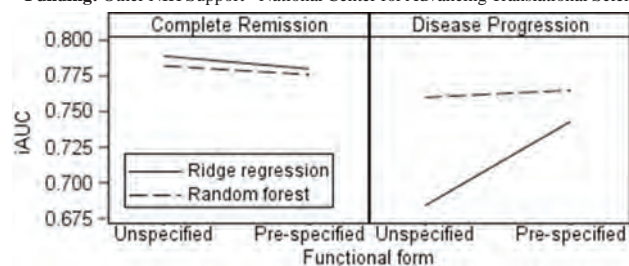 Complete Remission Disease Progression
0.800
0.775
0.750
0.725
0.700
0.675
iAUC
Ridge regression
Random forest
Unspecified Pre-specified Unspecified Pre-specified
Functional form